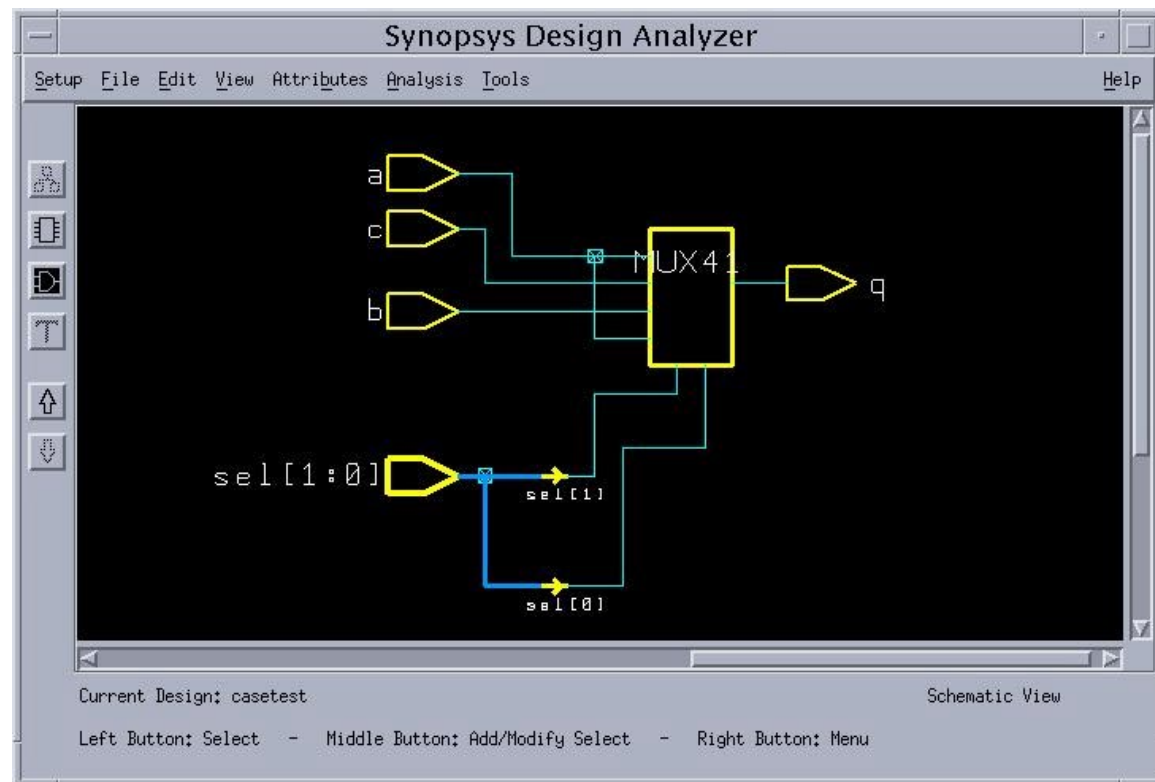 Synopsys Design Analyzer
Setup File Edit View Attributes Analysis Tools Help
a
c
MUX41
q
b
sel[1:0]
sel[1]
sel[0]
Current Design: casetest Schematic View
Left Button: Select - Middle Button: Add/Modify Select - Right Button: Menu